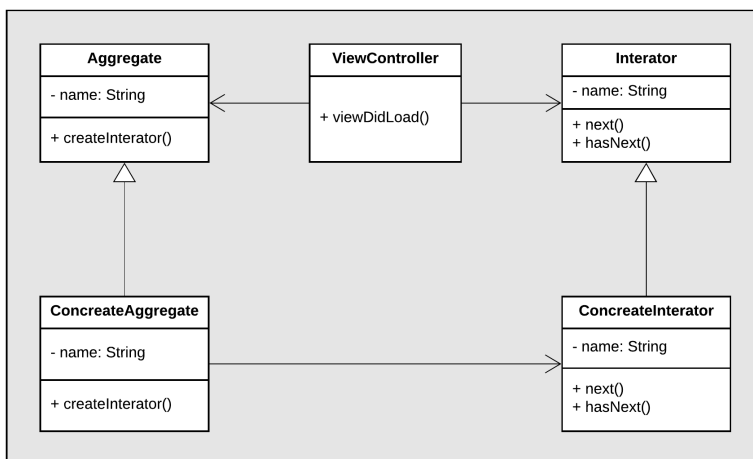 Aggregate
- name: String
+ createInterator()
ViewController
+ viewDidLoad()
Interator
- name: String
+ next()
+ hasNext()
ConcreateAggregate
- name: String
+ createInterator()
ConcreateInterator
- name: String
+ next()
+ hasNext()